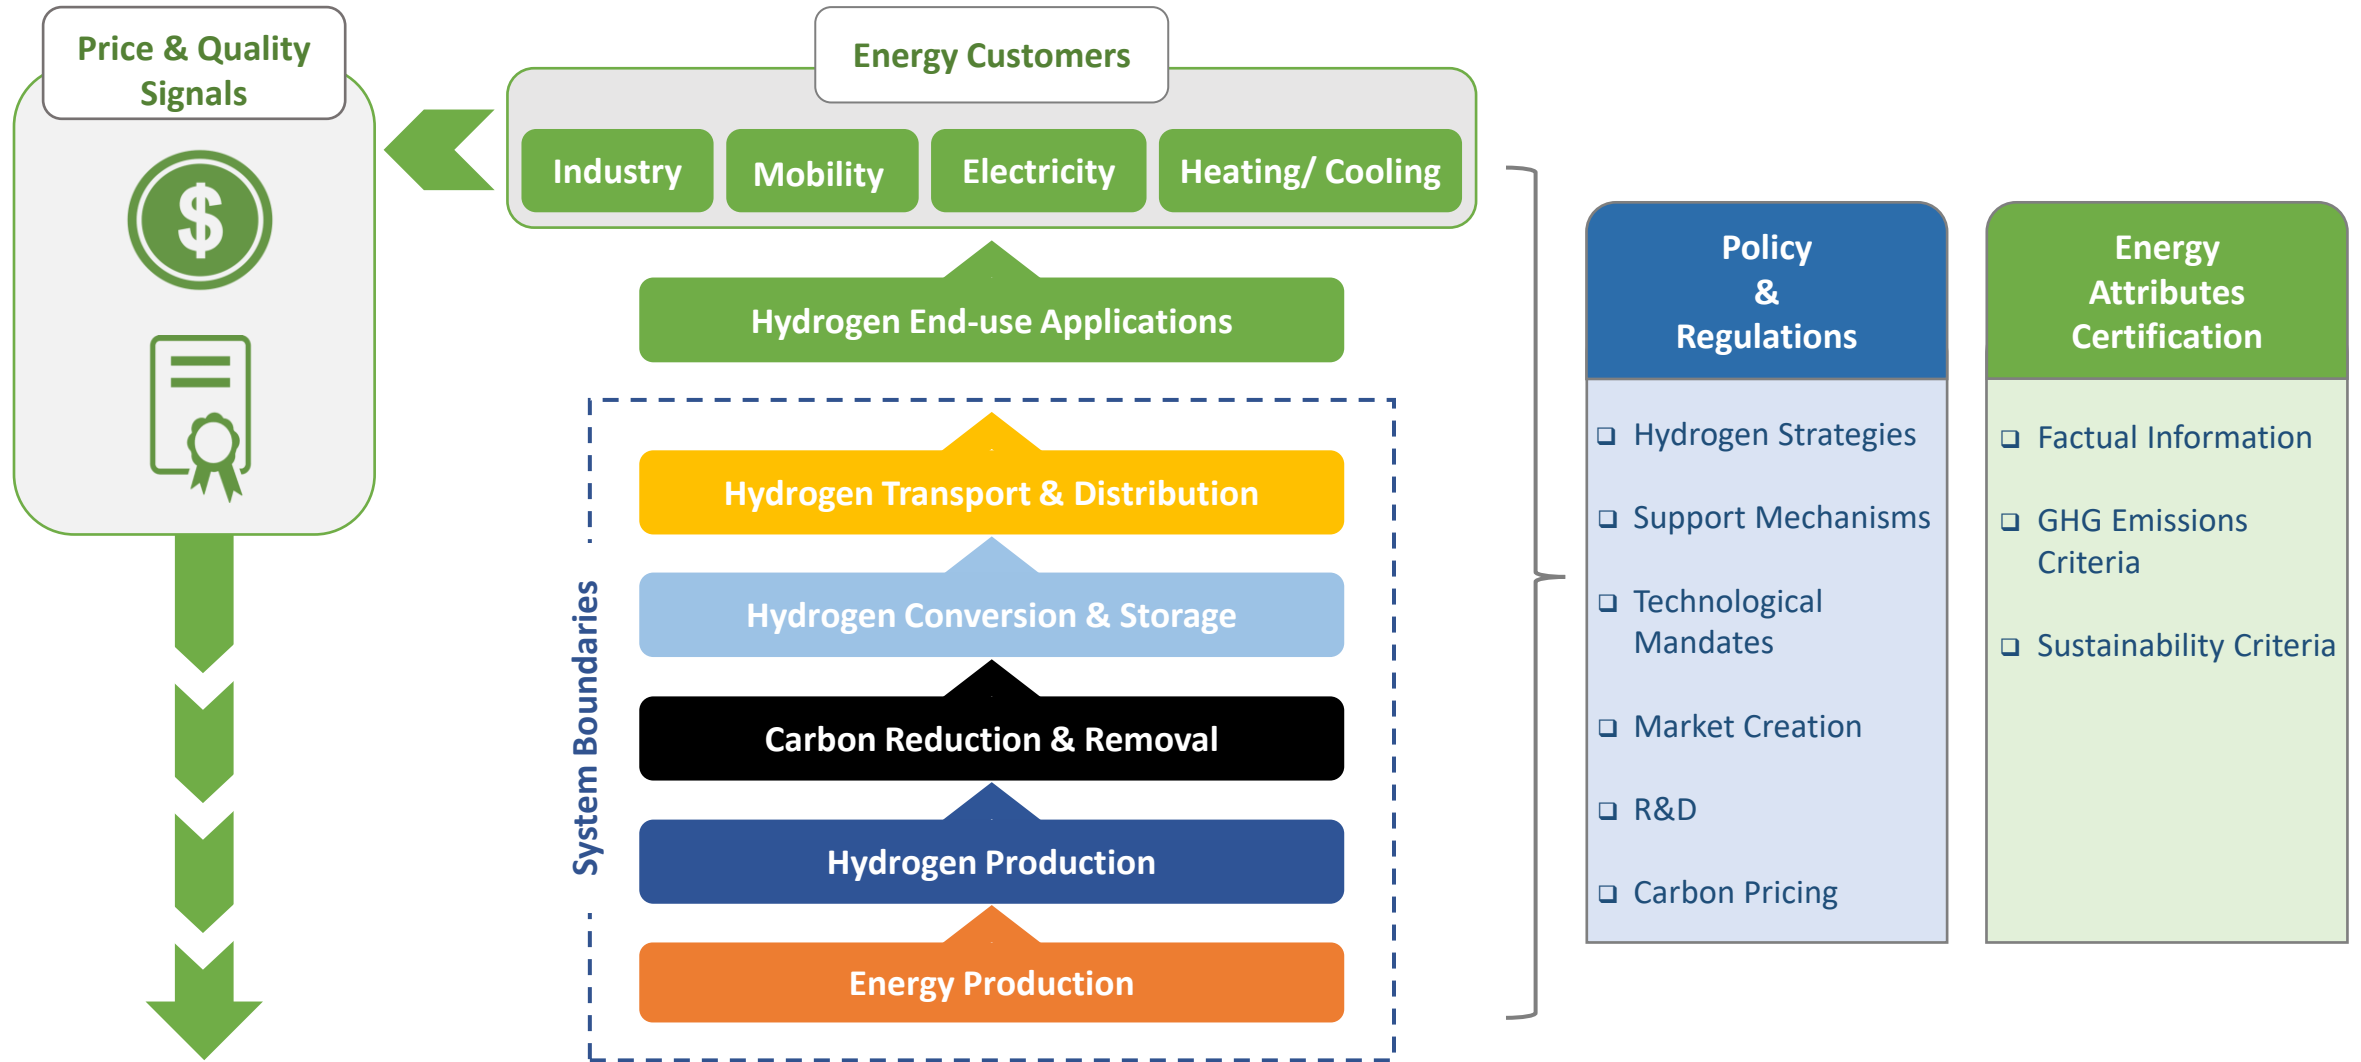 Price & Quality
Signals
$
Energy Customers
Industry
Mobility
Electricity
Heating/ Cooling
Hydrogen End-use Applications
System Boundaries
Hydrogen Transport & Distribution
Hydrogen Conversion & Storage
Carbon Reduction & Removal
Hydrogen Production
Energy Production
Policy
&
Regulations
Hydrogen Strategies
Support Mechanisms
Technological
Mandates
Market Creation
R&D
Carbon Pricing
Energy
Attributes
Certification
Factual Information
GHG Emissions
Criteria
Sustainability Criteria